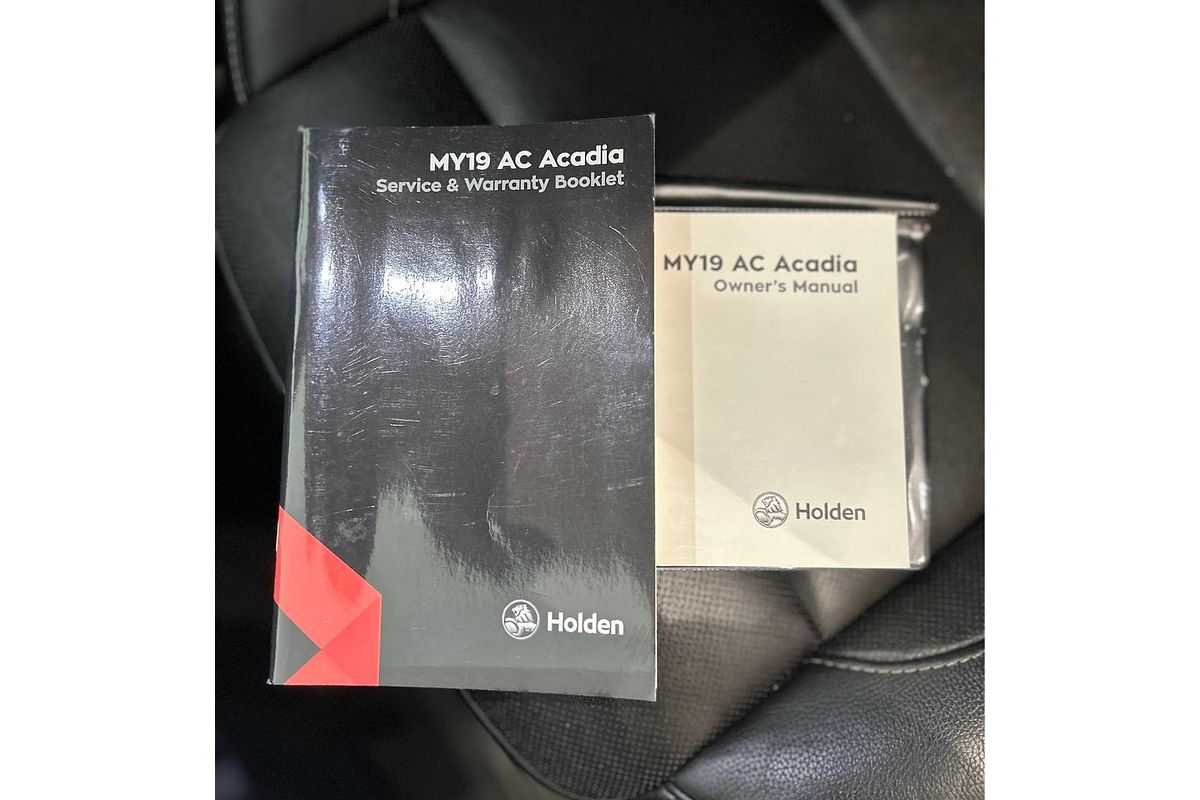 MY19 AC Acadia
Service & Warranty Booklet
Holden
MY19 AC Acadia
Owner's Manual
Holden